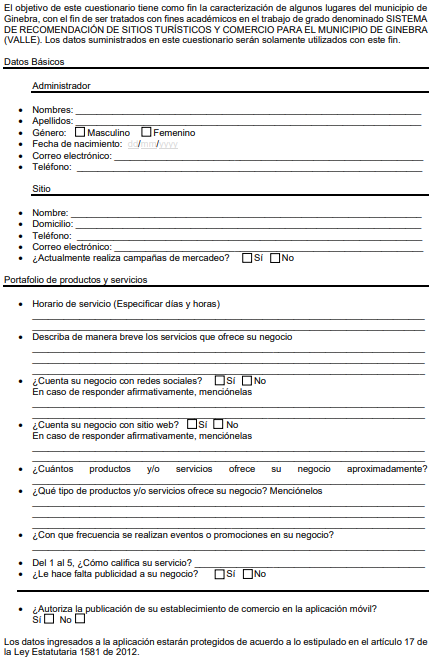 El objetivo de este cuestionario tiene como fin la caracterización de algunos lugares del municipio de
Ginebra, con el fin de ser tratados con fines académicos en el trabajo de grado denominado SISTEMA
DE RECOMENDACIÓN DE SITIOS TURÍSTICOS Y COMERCIO PARA EL MUNICIPIO DE GINEBRA
(VALLE). Los datos suministrados en este cuestionario serán solamente utilizados con este fin.
Datos Básicos
Administrador
Nombres:
Apellidos:
Género: Masculino Femenino
Fecha de nacimiento: dd/mm/yyyy
Correo electrónico:
Teléfono:
Sitio
Nombre:
Domicilio:
Teléfono:
Correo electrónico:
¿Actualmente realiza campañas de mercadeo? Sí No
Portafolio de productos y servicios
Horario de servicio (Especificar días y horas)
Describa de manera breve los servicios que ofrece su negocio
¿Cuenta su negocio con redes sociales? Sí No
En caso de responder afirmativamente, menciónelas
¿Cuenta su negocio con sitio web? Sí No
En caso de responder afirmativamente, menciónelas
¿Cuántos productos y/o servicios ofrece su negocio aproximadamente?
¿Qué tipo de productos y/o servicios ofrece su negocio? Menciónelos
¿Con que frecuencia se realizan eventos o promociones en su negocio?
Del 1 al 5, ¿Cómo califica su servicio?
¿Le hace falta publicidad a su negocio? Sí No
¿Autoriza la publicación de su establecimiento de comercio en la aplicación móvil?
Sí No
Los datos ingresados a la aplicación estarán protegidos de acuerdo a lo estipulado en el artículo 17 de
la Ley Estatutaria 1581 de 2012.